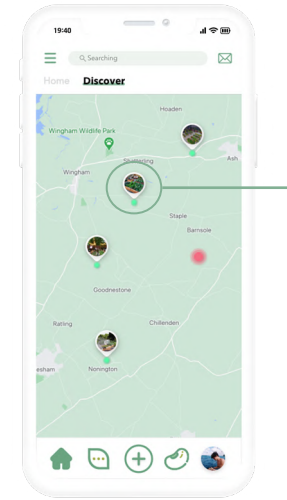 19:40
Searching
Home Discover
Hoaden
Wingham Wildlife Park
Shatterling
Ash
Wingham
Staple
Barnsole
Goodnestone
Ratling
Chillenden
esham
Nonington